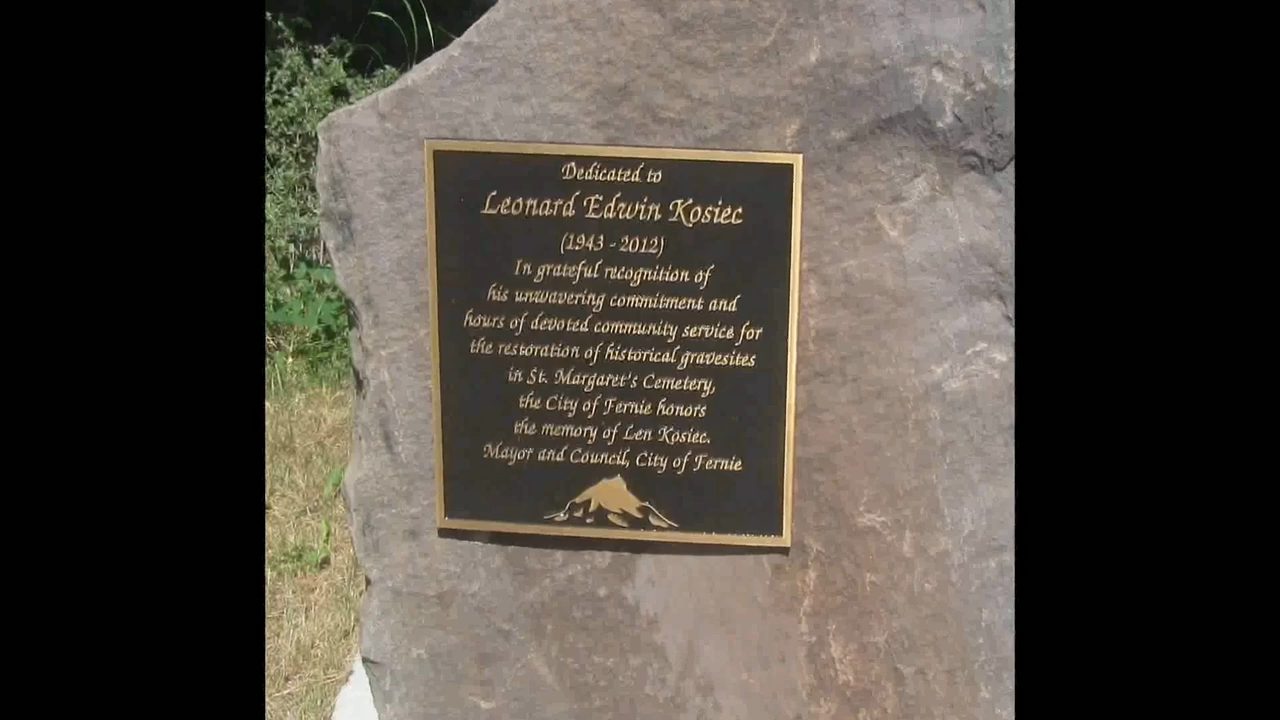 Dedicated to
Leonard Edwin Kosiec
(1943 - 2012)
In grateful recognition of
his unwavering commitment and
hours of devoted community service for
the restoration of historical gravesites
in St. Margaret's Cemetery,
the City of Fernie honors
the memory of Len Kosiec.
Mayor and Council, City of Fernie